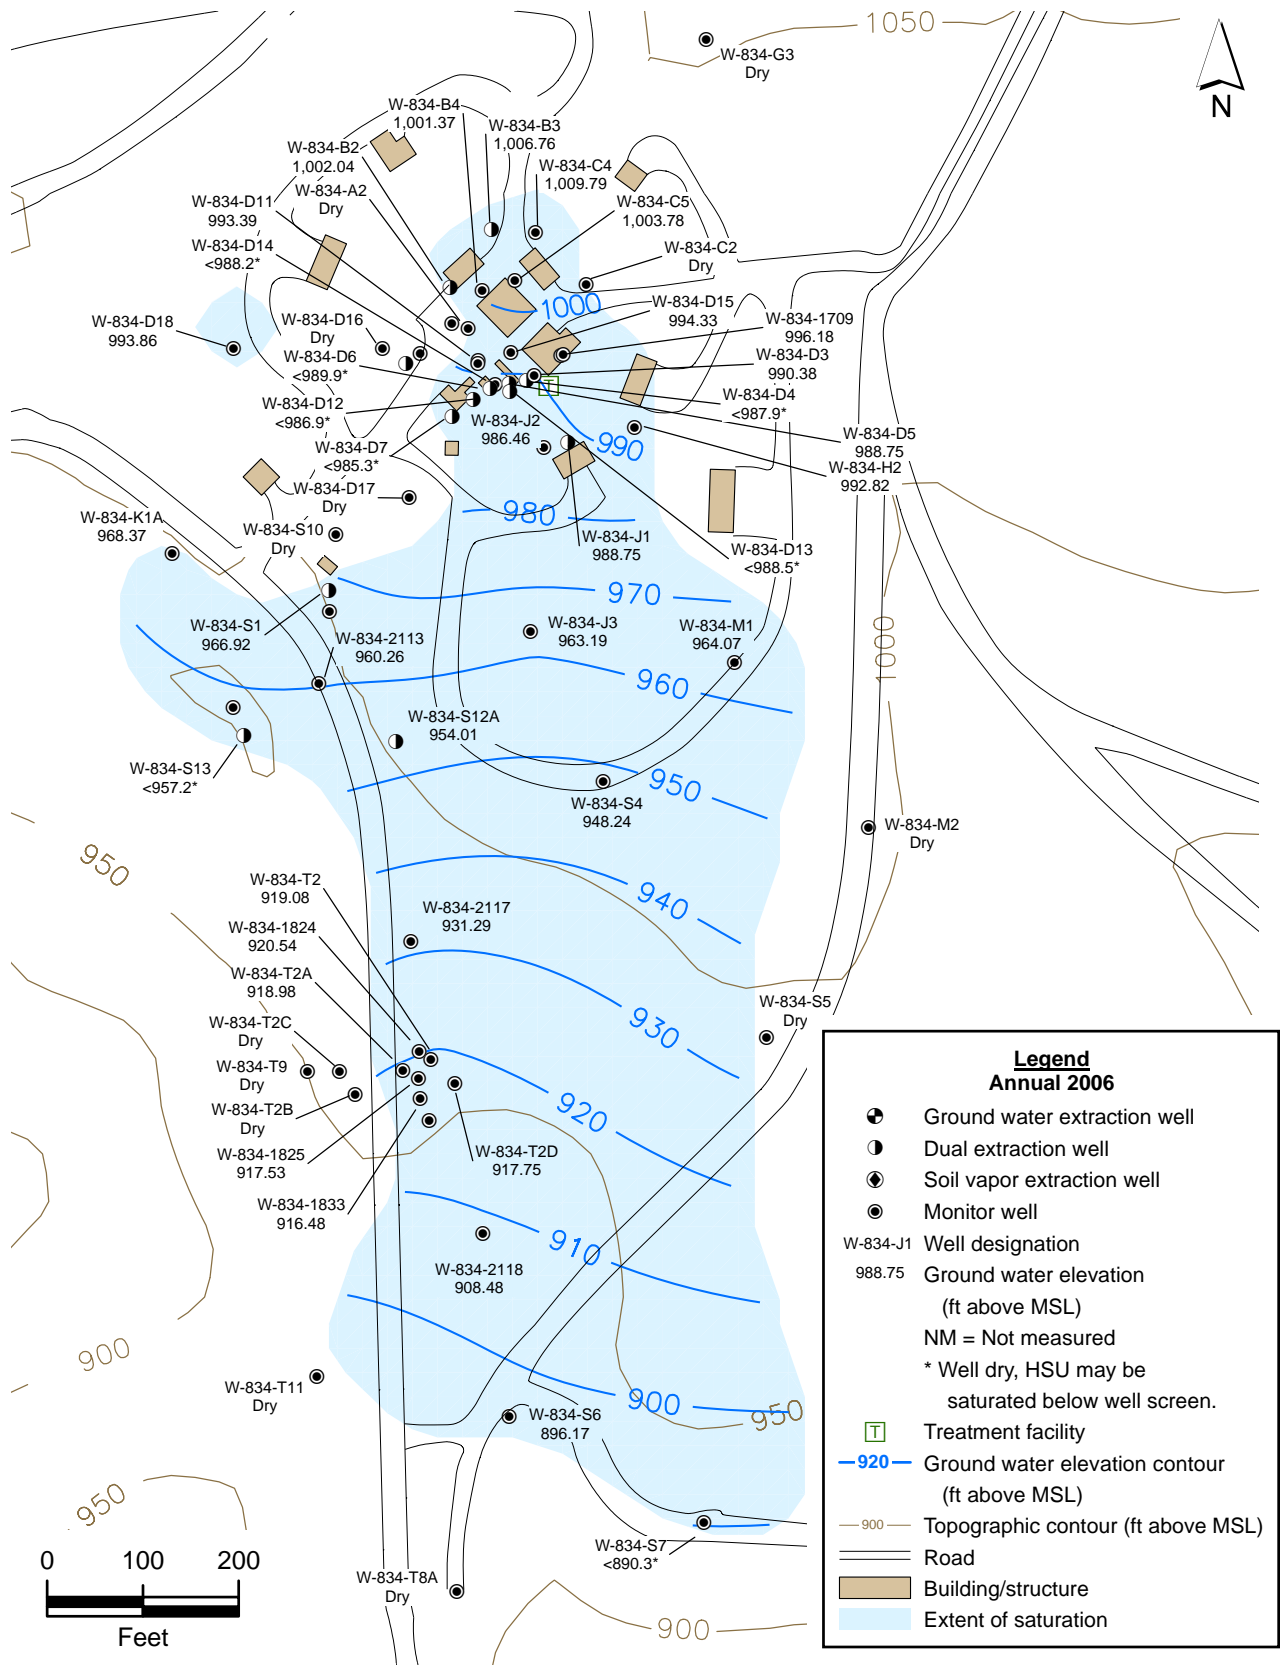 1050
W-834-G3
Dry
N
W-834-B4
1,001.37
W-834-B3
1,006.76
W-834-B2
1,002.04
W-834-C4
1,009.79
W-834-A2
Dry
W-834-D11
993.39
W-834-C5
1,003.78
W-834-D14
<988.2*
W-834-C2
Dry
1000
W-834-D15
994.33
W-834-D18
993.86
W-834-D16
Dry
W-834-1709
996.18
W-834-D6
<989.9*
W-834-D3
990.38
T
W-834-D12
<986.9*
W-834-D4
<987.9*
W-834-J2
986.46
W-834-D7
<985.3*
990
W-834-D5
988.75
W-834-H2
992.82
W-834-D17
Dry
980
W-834-K1A
968.37
W-834-S10
Dry
W-834-J1
988.75
W-834-D13
<988.5*
970
W-834-S1
966.92
W-834-2113
960.26
W-834-J3
963.19
W-834-M1
964.07
1000
960
W-834-S12A
954.01
W-834-S13
<957.2*
950
W-834-S4
948.24
W-834-M2
Dry
950
W-834-T2
919.08
940
W-834-2117
931.29
W-834-1824
920.54
W-834-T2A
918.98
W-834-S5
Dry
930
W-834-T2C
Dry
W-834-T9
Dry
920
W-834-T2B
Dry
W-834-1825
917.53
W-834-T2D
917.75
W-834-1833
916.48
910
W-834-2118
908.48
900
W-834-T11
Dry
900
950
W-834-S6
896.17
950
W-834-S7
<890.3*
W-834-T8A
Dry
900
0 100 200
Feet
Legend
Annual 2006
Ground water extraction well
Dual extraction well
Soil vapor extraction well
Monitor well
W-834-J1 Well designation
988.75 Ground water elevation
(ft above MSL)
NM = Not measured
* Well dry, HSU may be
saturated below well screen.
T Treatment facility
920 Ground water elevation contour
(ft above MSL)
900 Topographic contour (ft above MSL)
Road
Building/structure
Extent of saturation